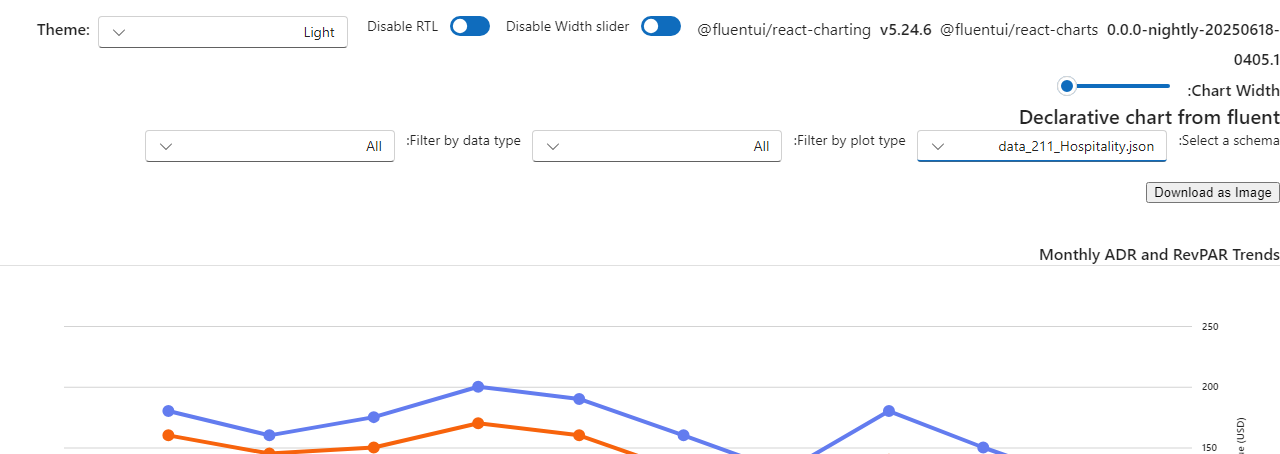 Theme: Light Disable RTL Disable Width slider @fluentui/react-charting v5.24.6 @fluentui/react-charts 0.0.0-nightly-20250618-
0405.1
:Chart Width
Declarative chart from fluent
:Select a schema data_211_Hospitality.json :Filter by plot type All :Filter by data type All
Download as Image
Monthly ADR and RevPAR Trends
250
200
150
(USD)